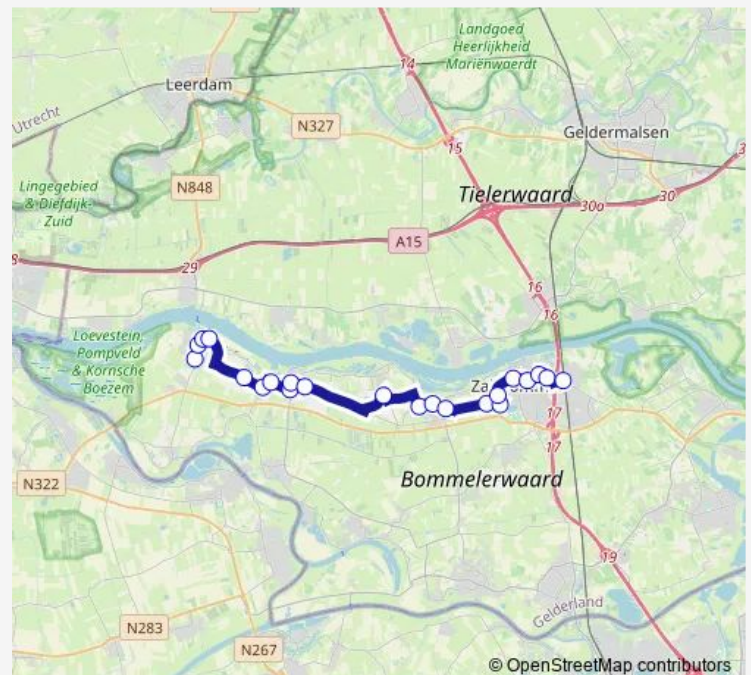 Landgoed
Heerlijkheid
Mariënwaerdt
14
Leerdam
Utrecht
N327
15
Geldermalsen
Lingegebied
& Diefdijk-
Zuid
N848
Tielerwaard
30a
30
A15
29
16
16
Loevestein,
Pompveld
& Kornsche
Boezem
17
17
N322
Bommelerwaard
19
Gelderland
N283
N267
© OpenStreetMap contributors